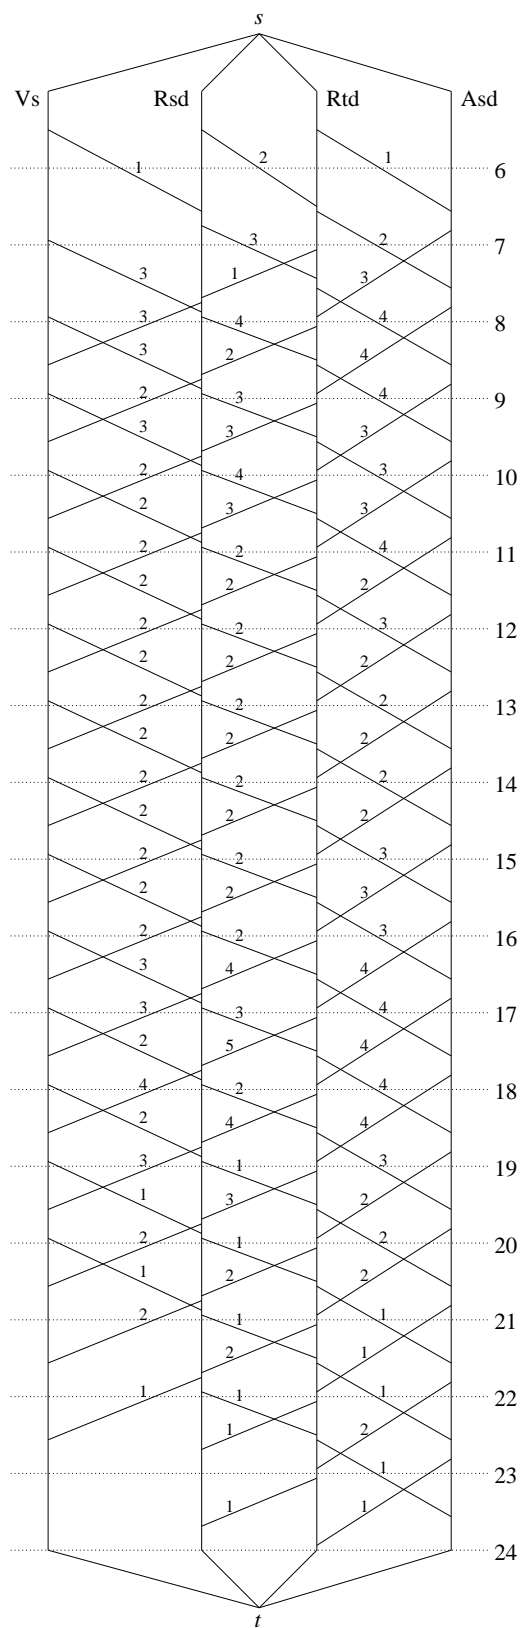 s
Vs Rsd Rtd Asd
2 1
1 6
3 2 7
3 1 3
3 4 4 8
3 2 4
2 3 4 9
3 3 3
2 4 3 10
2 3 3
2 2 4 11
2 2 2
2 2 3 12
2 2 2
2 2 2 13
2 2 2
2 2 2 14
2 2 2
2 2 3 15
2 2 3
2 2 3 16
3 4 4
3 3 4 17
2 5 4
4 2 4 18
2 4 4
3 1 3 19
1 3 2
2 1 2 20
1 2 2
2 1 1 21
2 1
1 1 1 22
1 2
1 23
1 1
24
t